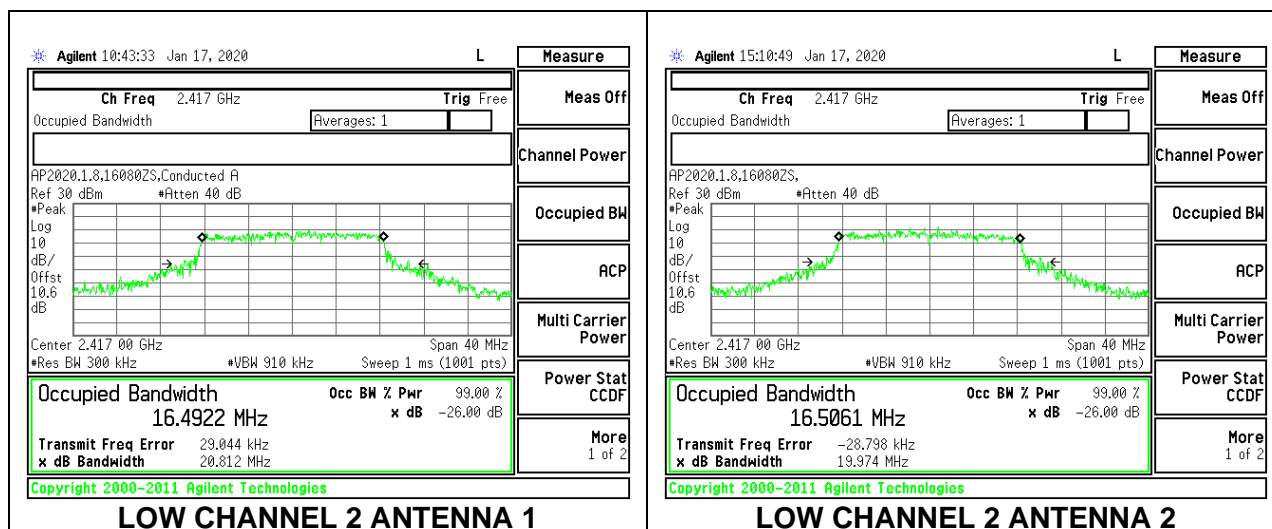 Agilent 10:43:33 Jan 17, 2020 L
Measure
Ch Freq 2.417 GHz Trig Free
Occupied Bandwidth Averages: 1
AP2020.1.8,16080ZS,Conducted A
Ref 30 dBm #Atten 40 dB
#Peak
Log
10
dB/
Offst
10.6
dB
Center 2.417 00 GHz Span 40 MHz
#Res BW 300 kHz #VBW 910 kHz Sweep 1 ms (1001 pts)
Occupied Bandwidth Occ BW % Pwr 99.00 %
16.4922 MHz x dB -26.00 dB
Transmit Freq Error 29.044 kHz
x dB Bandwidth 20.812 MHz
Copyright 2000-2011 Agilent Technologies
Meas Off
Channel Power
Occupied BW
ACP
Multi Carrier
Power
Power Stat
CCDF
More
1 of 2
LOW CHANNEL 2 ANTENNA 1
Agilent 15:10:49 Jan 17, 2020 L
Measure
Ch Freq 2.417 GHz Trig Free
Occupied Bandwidth Averages: 1
AP2020.1.8,16080ZS,
Ref 30 dBm #Atten 40 dB
#Peak
Log
10
dB/
Offst
10.6
dB
Center 2.417 00 GHz Span 40 MHz
#Res BW 300 kHz #VBW 910 kHz Sweep 1 ms (1001 pts)
Occupied Bandwidth Occ BW % Pwr 99.00 %
16.5061 MHz x dB -26.00 dB
Transmit Freq Error -28.798 kHz
x dB Bandwidth 19.974 MHz
Copyright 2000-2011 Agilent Technologies
Meas Off
Channel Power
Occupied BW
ACP
Multi Carrier
Power
Power Stat
CCDF
More
1 of 2
LOW CHANNEL 2 ANTENNA 2